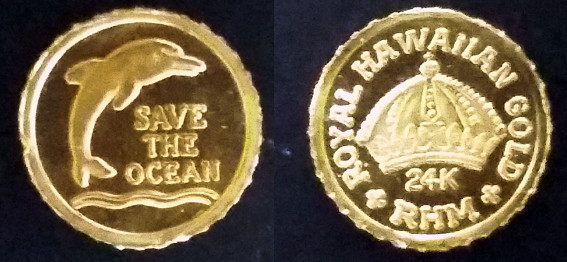 SAVE
THE
OCEAN
ROYAL HAWAIIAN GOLD
24K
RHM